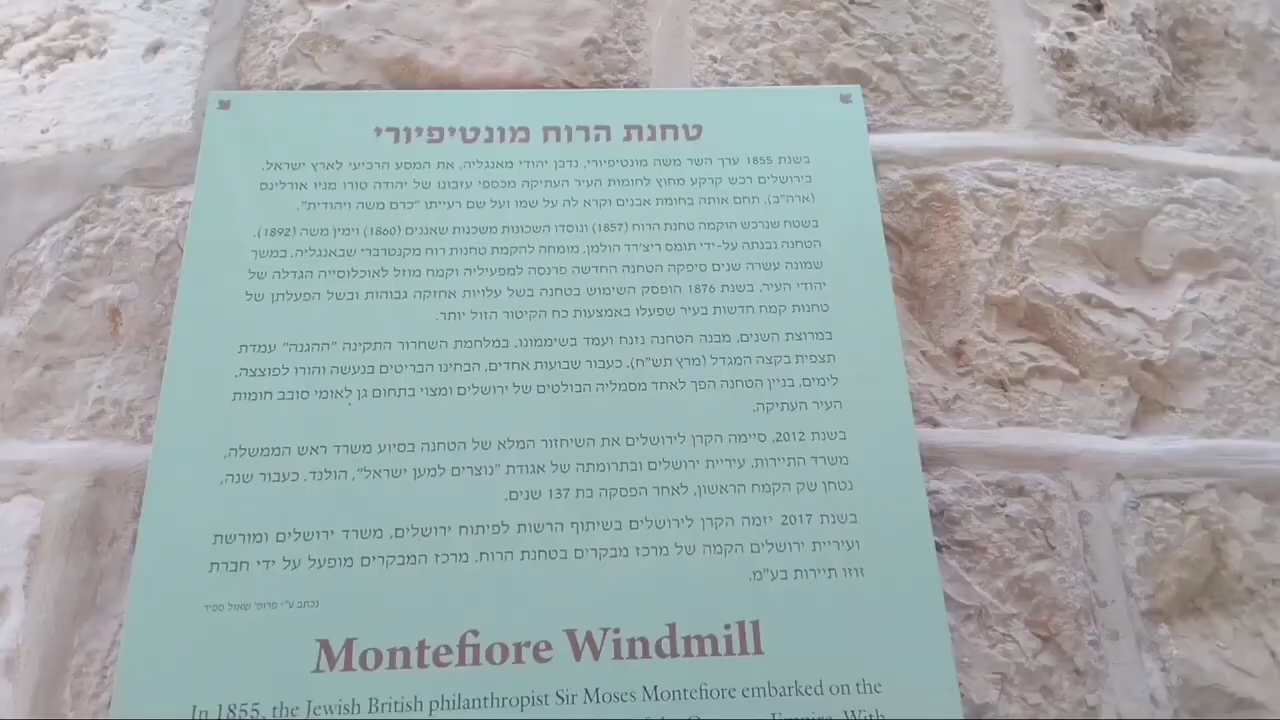 טחנת הרוח מונטיפיורי
בשנת 1855 ערך השר משה מונטיפיורי, נדבן יהודי מאנגליה, את המסע הרביעי לארץ ישראל.
בירושלים רכש קרקע מחוץ לחומות העיר העתיקה מכספי עזבונו של יהודה טורו מניו אורלינס
(ארה"ב), תחם אותה בחומת אבנים וקרא לה על שמו ועל שם רעייתו "כרם משה ויהודית".
בשטח שנרכש הוקמה טחנת הרוח (1857) ונוסדו השכונות משכנות שאננים (1860) וימין משה (1892).
הטחנה נבנתה על-ידי תומס ריצ'רד הולמן, מומחה להקמת טחנות רוח מקנטרברי שבאנגליה. במשך
שמונה עשרה שנים סיפקה הטחנה החדשה פרנסה למפעיליה וקמח מוזל לאוכלוסייה הגדלה של
יהודי העיר. בשנת 1876 הופסק השימוש בטחנה בשל עלויות אחזקה גבוהות ובשל הפעלתן של
טחנות קמח חדשות בעיר שפעלו באמצעות כח הקיטור הזול יותר.
במרוצת השנים, מבנה הטחנה נזנח ועמד בשיממונו. במלחמת השחרור התקינה "ההגנה" עמדת
תצפית בקצה המגדל (מרץ תש"ח). כעבור שבועות אחדים, הבחינו הבריטים בנעשה והורו לפוצצה.
לימים, בניין הטחנה הפך לאחד מסמליה הבולטים של ירושלים ומצוי בתחום גן לאומי סובב חומות
העיר העתיקה.
בשנת 2012, סיימה הקרן לירושלים את השיחזור המלא של הטחנה בסיוע משרד ראש הממשלה,
משרד התיירות, עיריית ירושלים ובתרומתה של אגודת "נוצרים למען ישראל", הולנד. כעבור שנה,
נטחן שק הקמח הראשון, לאחר הפסקה בת 137 שנים.
בשנת 2017 יזמה הקרן לירושלים בשיתוף הרשות לפיתוח ירושלים, משרד ירושלים ומורשת
ועיריית ירושלים הקמה של מרכז מבקרים בטחנת הרוח. מרכז המבקרים מופעל על ידי חברת
זוזו תיירות בע"מ.
נכתב ע"י פרופ' שאול ספיר
Montefiore Windmill
In 1855, the Jewish British philanthropist Sir Moses Montefiore embarked on the
Empire. With